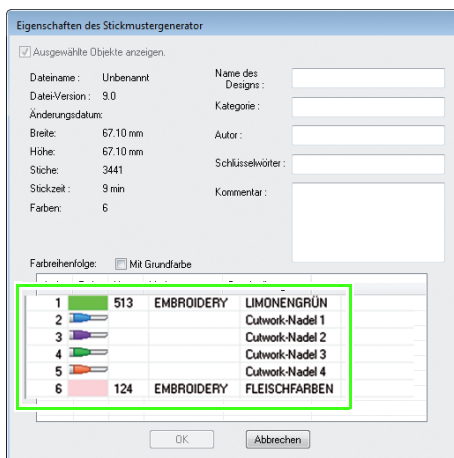 Eigenschaften des Stickmustergenerator
Ausgewählte Objekte anzeigen.
Dateiname : Unbenannt
Datei-Version : 9.0
Änderungsdatum:
Breite: 67.10 mm
Höhe: 67.10 mm
Stiche: 3441
Stickzeit : 9 min
Farben: 6
Name des
Designs :
Kategorie :
Autor :
Schlüsselwörter :
Kommentar :
Farbreihenfolge: Mit Grundfarbe
1 513 EMBROIDERY LIMONENGRÜN
2 Cutwork-Nadel 1
3 Cutwork-Nadel 2
4 Cutwork-Nadel 3
5 Cutwork-Nadel 4
6 124 EMBROIDERY FLEISCHFARBEN
OK Abbrechen